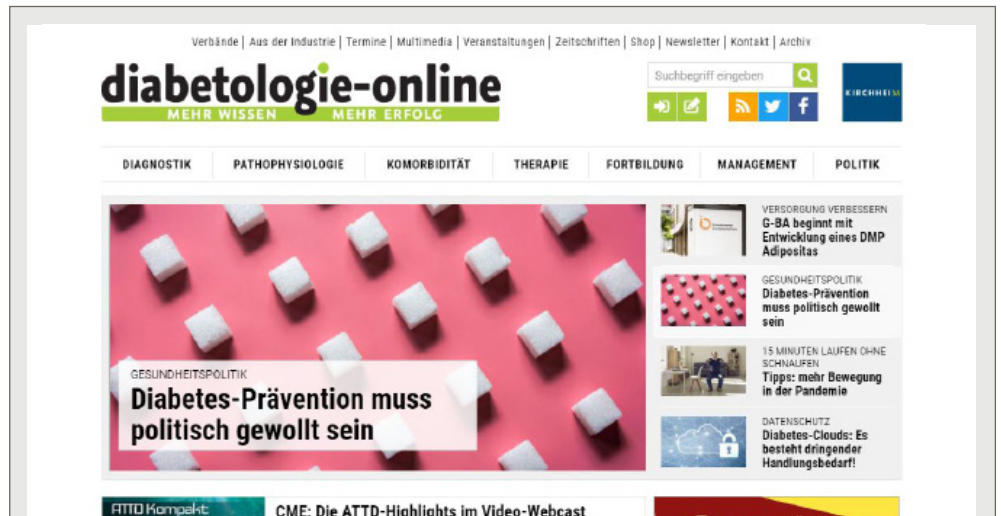 Verbände | Aus der Industrie | Termine | Multimedia | Veranstaltungen | Zeitschriften | Shop | Newsletter | Kontakt | Archiv
diabetologie-online
MEHR WISSEN MEHR ERFOLG
Suchbegriff eingeben
KIRCHHEIM
DIAGNOSTIK PATHOPHYSIOLOGIE KOMORBIDITÄT THERAPIE FORTBILDUNG MANAGEMENT POLITIK
GESUNDHEITSPOLITIK
Diabetes-Prävention muss
politisch gewollt sein
VERSORGUNG VERBESSERN
G-BA beginnt mit
Entwicklung eines DMP
Adipositas
GESUNDHEITSPOLITIK
Diabetes-Prävention
muss politisch gewollt
sein
15 MINUTEN LAUFEN OHNE
SCHNAUFEN
Tipps: mehr Bewegung
in der Pandemie
DATENSCHUTZ
Diabetes-Clouds: Es
besteht dringender
Handlungsbedarf!
ATTD Kompakt
CME: Die ATTD-Highlights im Video-Webcast